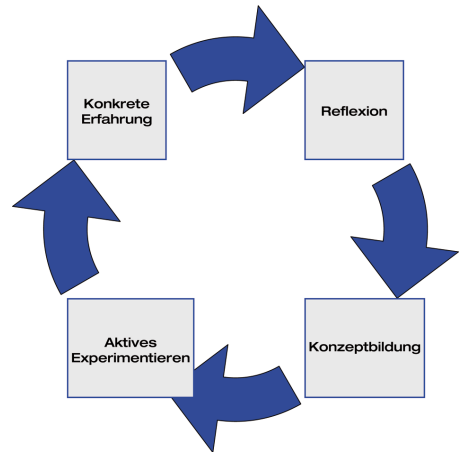 Konkrete
Erfahrung
Reflexion
Konzeptbildung
Aktives
Experimentieren